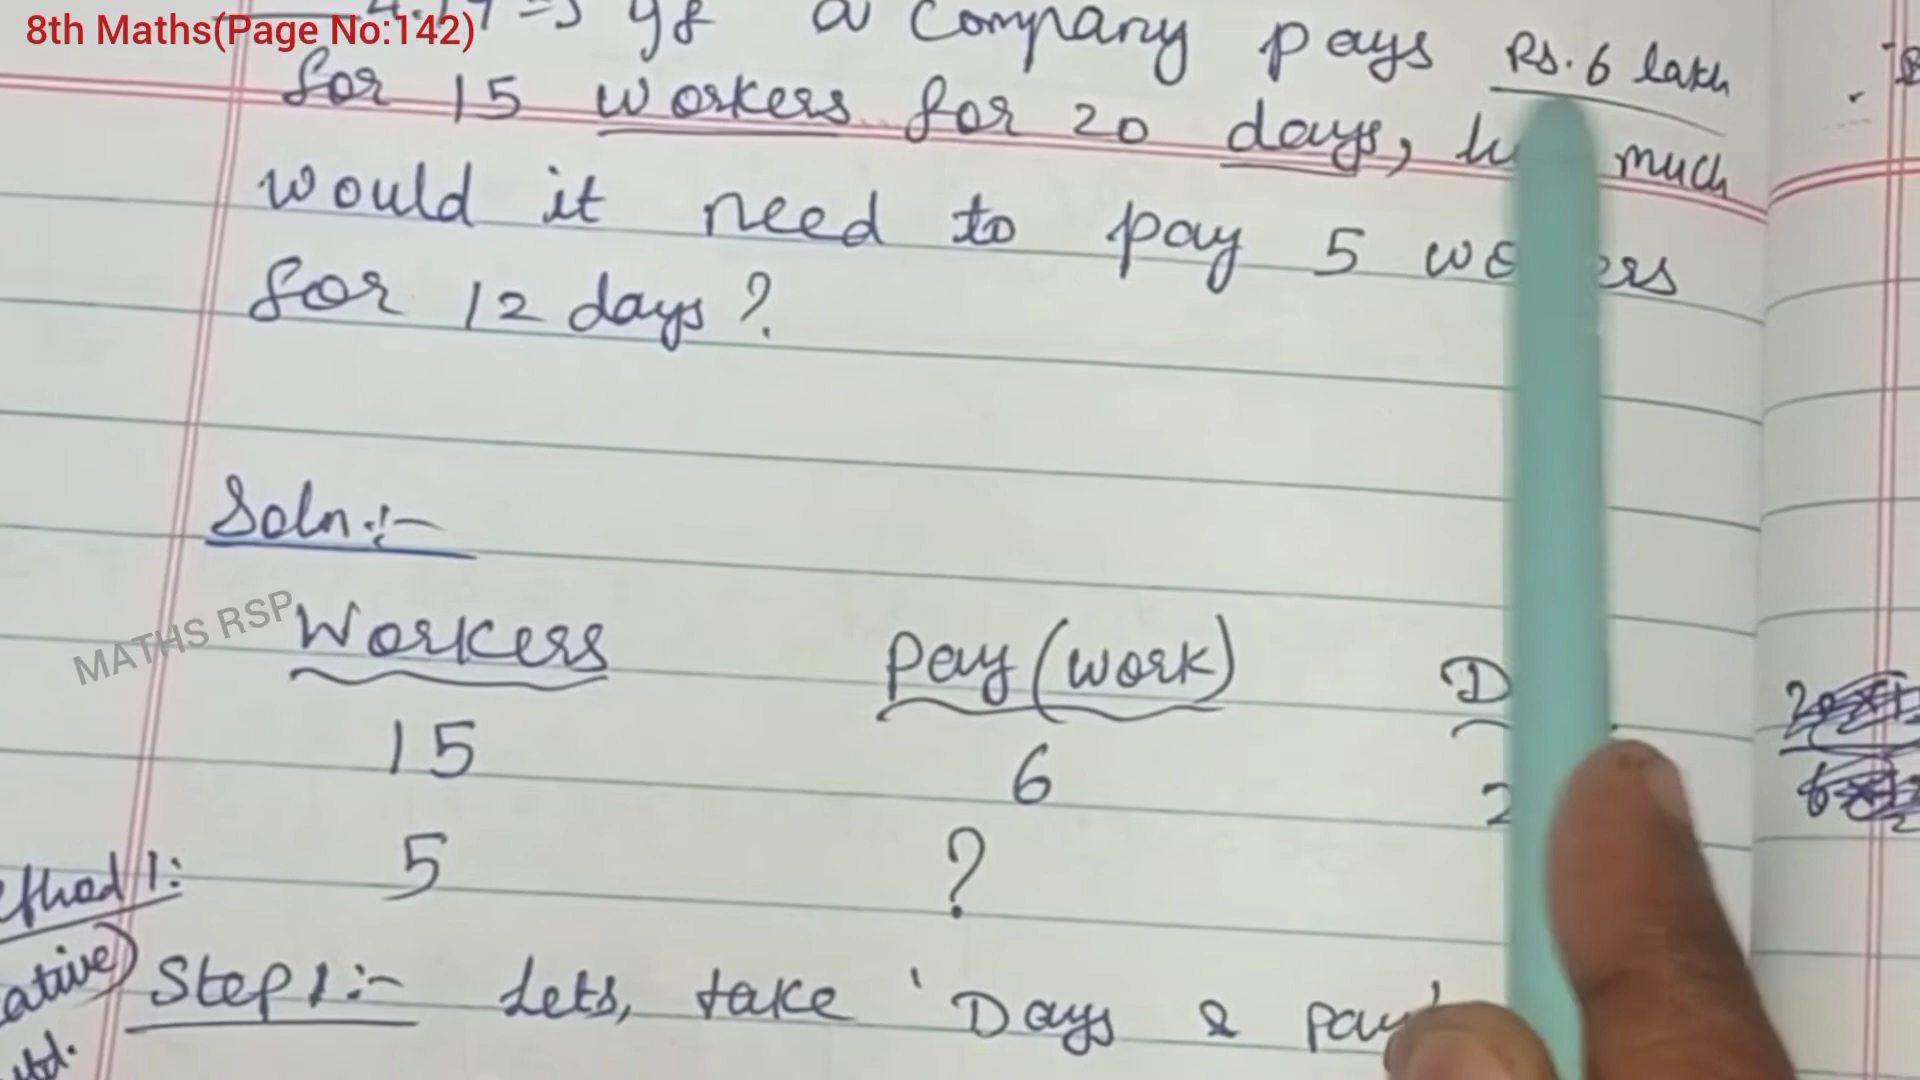 8th Maths(Page No:142)
a Company pays Rs. 6 lakh
for 15 workers for 20 days, much
would it need to pay 5
for 12 days ?
Soln :-
MATHS RSP
Workers Pay (work) D
15 6 2
5 ?
Step 1 :- Lets, take ' Days & pay'